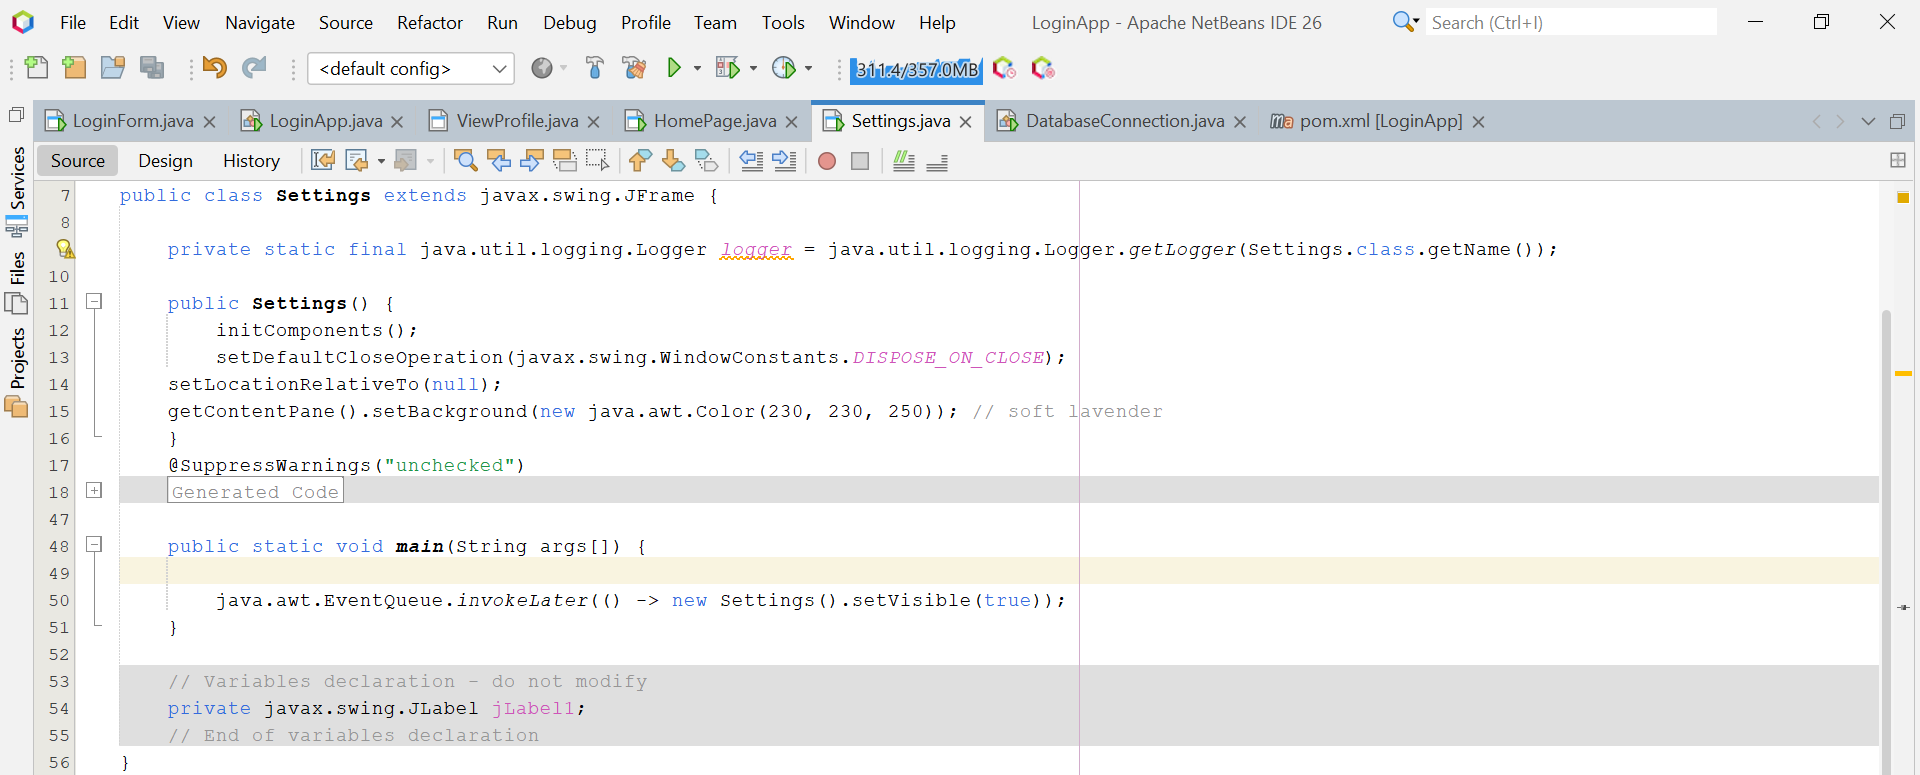 File Edit View Navigate Source Refactor Run Debug Profile Team Tools Window Help LoginApp - Apache NetBeans IDE 26 Search (Ctrl+I)
<default config> 311.4/357.0MB
LoginForm.java LoginApp.java ViewProfile.java HomePage.java Settings.java DatabaseConnection.java pom.xml [LoginApp]
Source Design History
Services
Files
Projects
7 public class Settings extends javax.swing.JFrame {
8
private static final java.util.logging.Logger logger = java.util.logging.Logger.getLogger(Settings.class.getName());
10
11 public Settings() {
12 initComponents();
13 setDefaultCloseOperation(javax.swing.WindowConstants.DISPOSE_ON_CLOSE);
14 setLocationRelativeTo(null);
15 getContentPane().setBackground(new java.awt.Color(230, 230, 250)); // soft lavender
16 }
17 @SuppressWarnings("unchecked")
18 Generated Code
47
48 public static void main(String args[]) {
49
50 java.awt.EventQueue.invokeLater(() -> new Settings().setVisible(true));
51 }
52
53 // Variables declaration - do not modify
54 private javax.swing.JLabel jLabel1;
55 // End of variables declaration
56 }